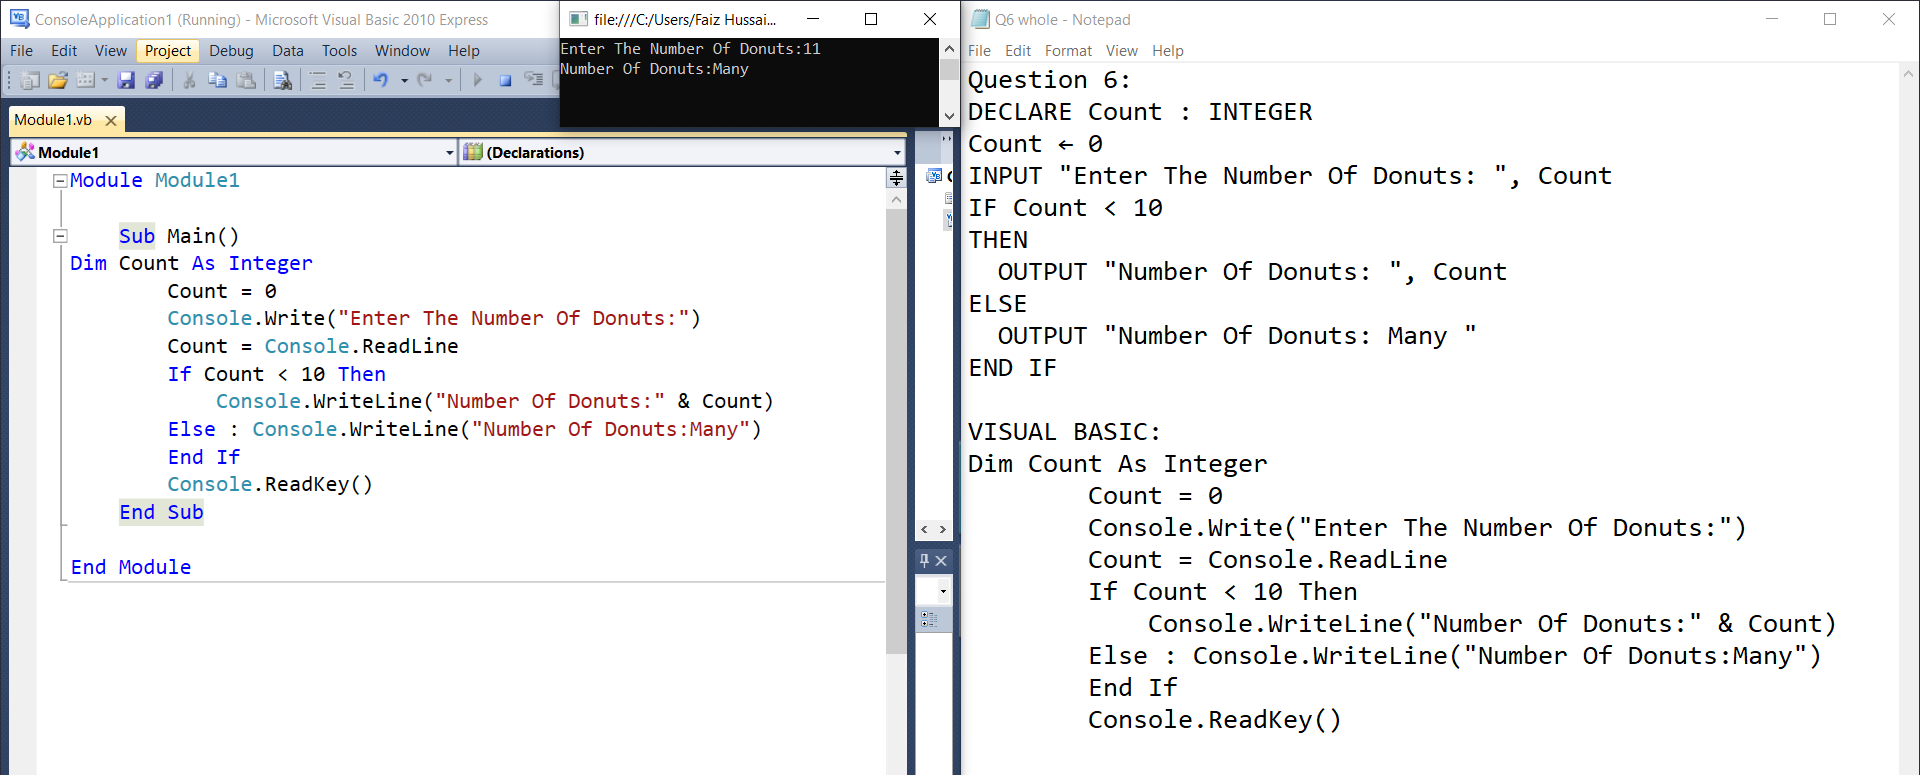 ConsoleApplication1 (Running) - Microsoft Visual Basic 2010 Express
File Edit View Project Debug Data Tools Window Help
Module1.vb
Module1
(Declarations)
Module Module1
Sub Main()
Dim Count As Integer
Count = 0
Console.Write("Enter The Number Of Donuts:")
Count = Console.ReadLine
If Count < 10 Then
Console.WriteLine("Number Of Donuts:" & Count)
Else : Console.WriteLine("Number Of Donuts:Many")
End If
Console.ReadKey()
End Sub
End Module
file:///C:/Users/Faiz Hussai...
Enter The Number Of Donuts:11
Number Of Donuts:Many
Q6 whole - Notepad
File Edit Format View Help
Question 6:
DECLARE Count : INTEGER
Count ← 0
INPUT "Enter The Number Of Donuts: ", Count
IF Count < 10
THEN
OUTPUT "Number Of Donuts: ", Count
ELSE
OUTPUT "Number Of Donuts: Many "
END IF
VISUAL BASIC:
Dim Count As Integer
Count = 0
Console.Write("Enter The Number Of Donuts:")
Count = Console.ReadLine
If Count < 10 Then
Console.WriteLine("Number Of Donuts:" & Count)
Else : Console.WriteLine("Number Of Donuts:Many")
End If
Console.ReadKey()